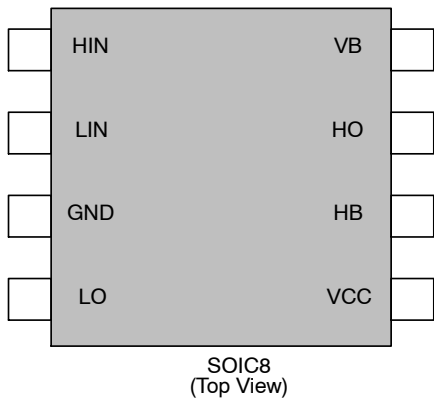 HIN VB
LIN HO
GND HB
LO VCC
SOIC8
(Top View)